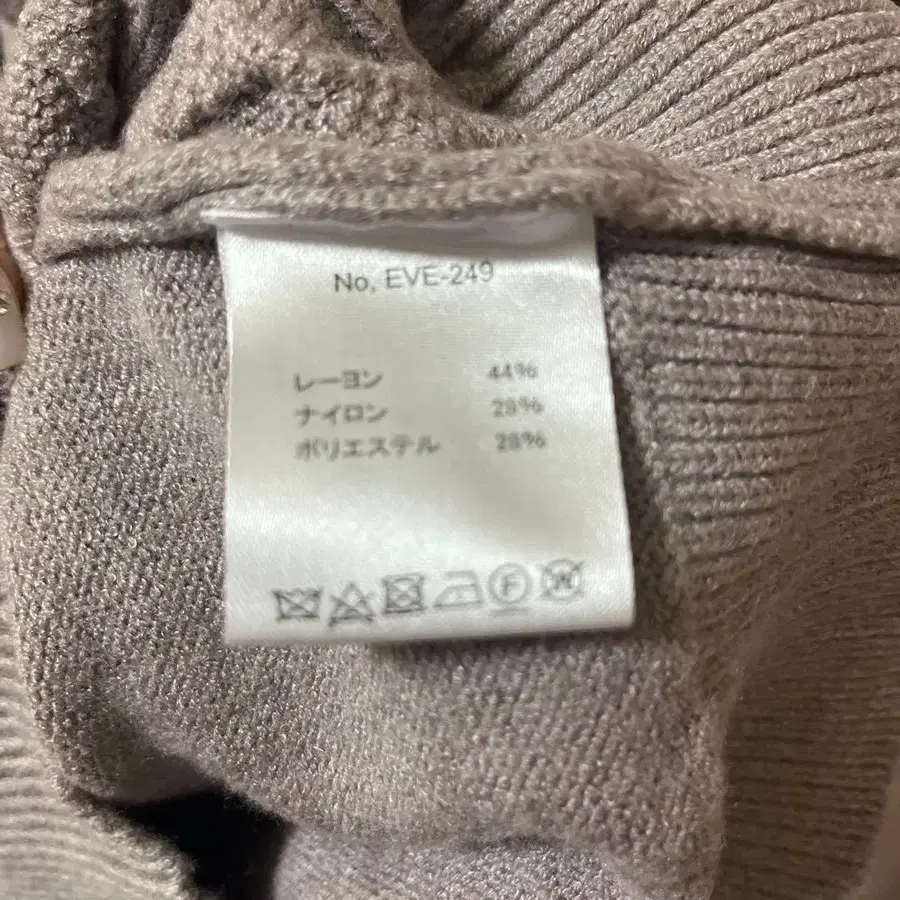 No, EVE-249
レーヨン 44%
ナイロン 28%
ポリエステル 28%
F
W